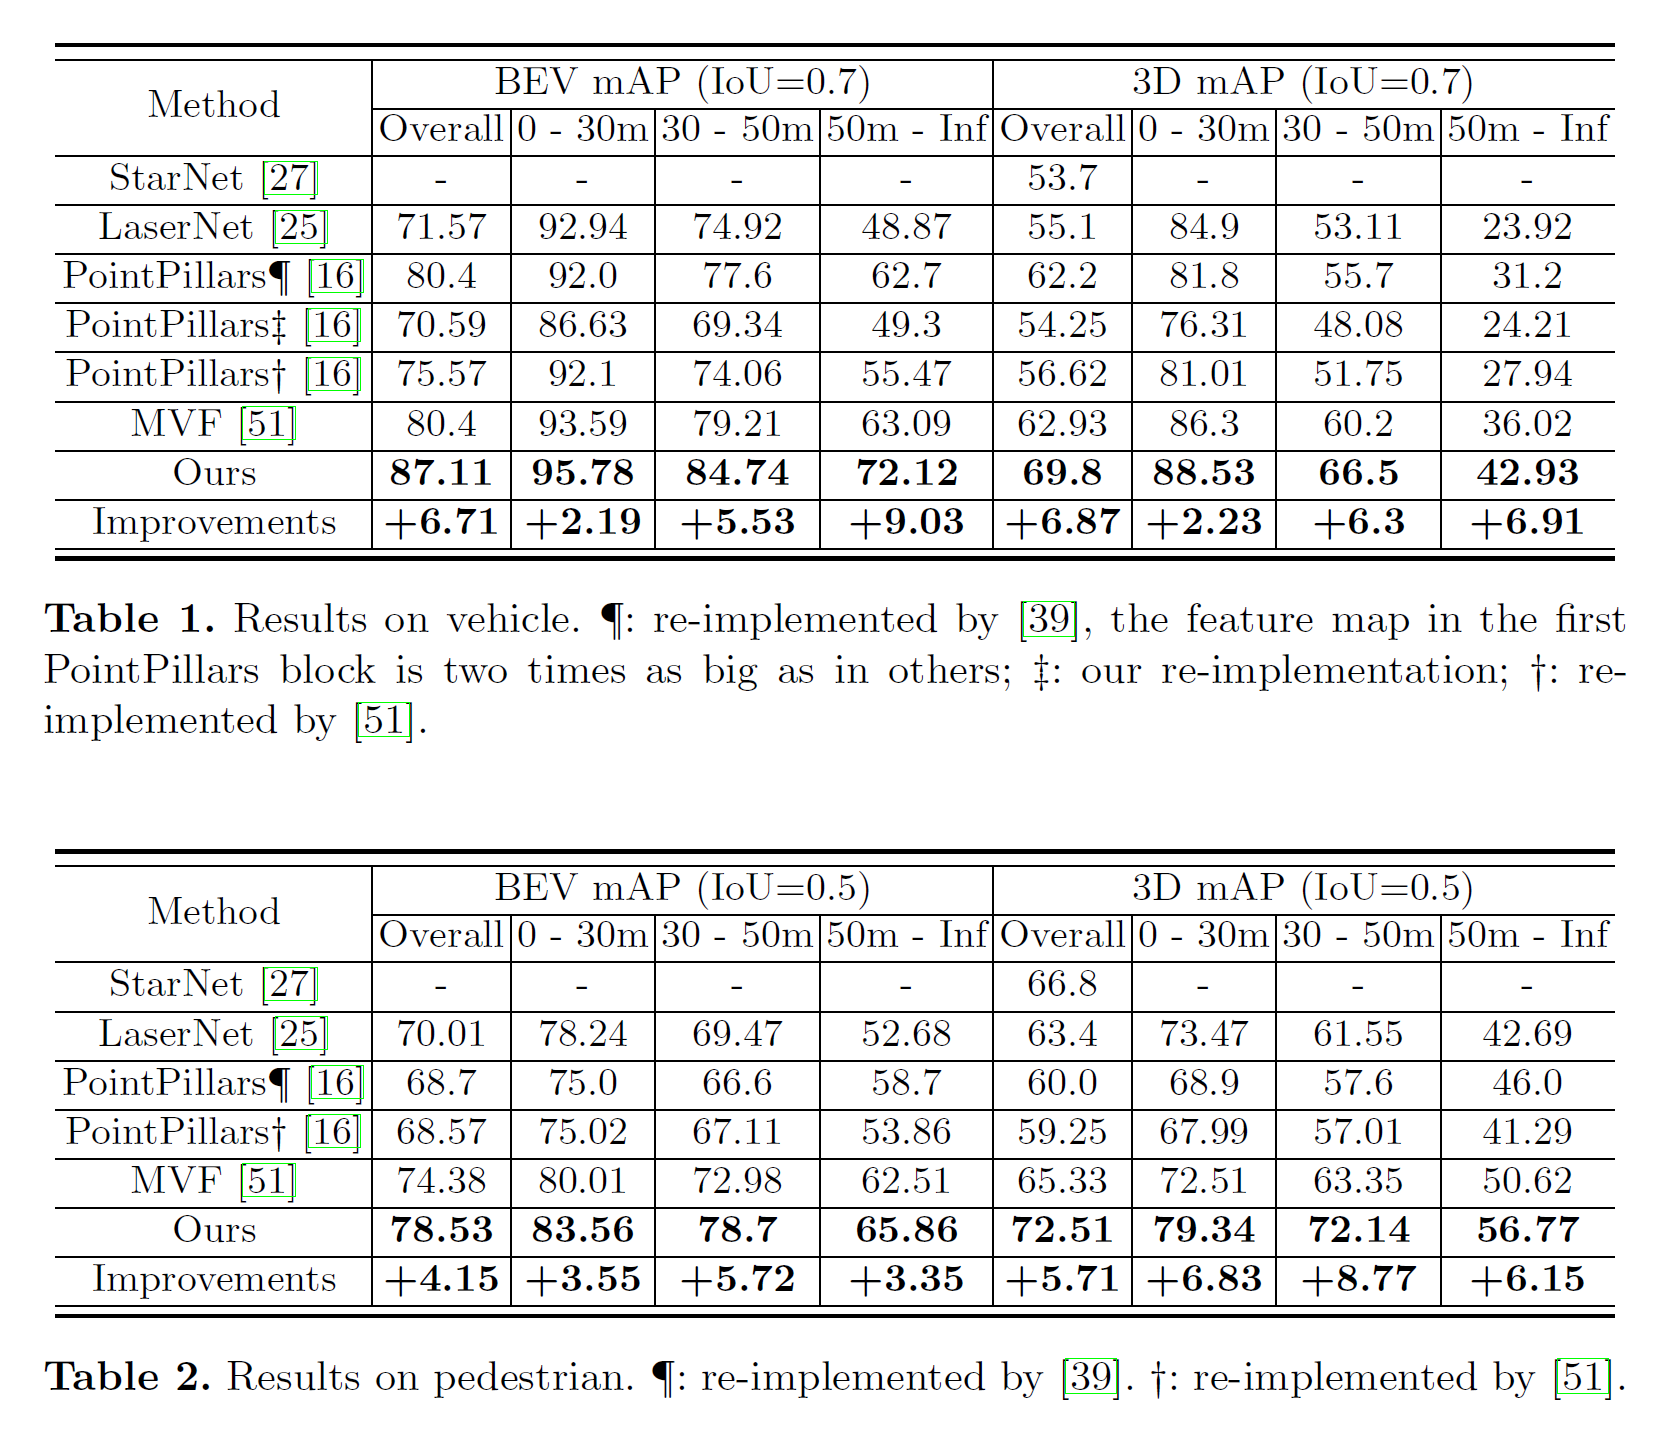 Method BEV mAP (IoU=0.7) 3D mAP (IoU=0.7)
Overall 0 - 30m 30 - 50m 50m - Inf Overall 0 - 30m 30 - 50m 50m - Inf
StarNet [27] - - - - 53.7 - - -
LaserNet [25] 71.57 92.94 74.92 48.87 55.1 84.9 53.11 23.92
PointPillars¶ [16] 80.4 92.0 77.6 62.7 62.2 81.8 55.7 31.2
PointPillars‡ [16] 70.59 86.63 69.34 49.3 54.25 76.31 48.08 24.21
PointPillars† [16] 75.57 92.1 74.06 55.47 56.62 81.01 51.75 27.94
MVF [51] 80.4 93.59 79.21 63.09 62.93 86.3 60.2 36.02
Ours 87.11 95.78 84.74 72.12 69.8 88.53 66.5 42.93
Improvements +6.71 +2.19 +5.53 +9.03 +6.87 +2.23 +6.3 +6.91
Table 1. Results on vehicle. ¶: re-implemented by [39], the feature map in the first
PointPillars block is two times as big as in others; ‡: our re-implementation; †: re-
implemented by [51].
Method BEV mAP (IoU=0.5) 3D mAP (IoU=0.5)
Overall 0 - 30m 30 - 50m 50m - Inf Overall 0 - 30m 30 - 50m 50m - Inf
StarNet [27] - - - - 66.8 - - -
LaserNet [25] 70.01 78.24 69.47 52.68 63.4 73.47 61.55 42.69
PointPillars¶ [16] 68.7 75.0 66.6 58.7 60.0 68.9 57.6 46.0
PointPillars† [16] 68.57 75.02 67.11 53.86 59.25 67.99 57.01 41.29
MVF [51] 74.38 80.01 72.98 62.51 65.33 72.51 63.35 50.62
Ours 78.53 83.56 78.7 65.86 72.51 79.34 72.14 56.77
Improvements +4.15 +3.55 +5.72 +3.35 +5.71 +6.83 +8.77 +6.15
Table 2. Results on pedestrian. ¶: re-implemented by [39]. †: re-implemented by [51].